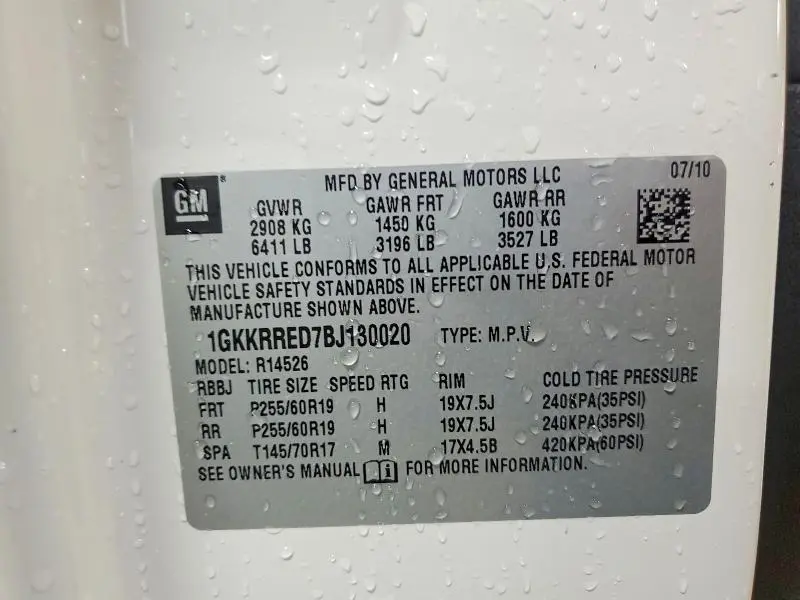 GM ®
MFD BY GENERAL MOTORS LLC 07/10
GVWR GAWR FRT GAWR RR
2908 KG 1450 KG 1600 KG
6411 LB 3196 LB 3527 LB
THIS VEHICLE CONFORMS TO ALL APPLICABLE U.S. FEDERAL MOTOR
VEHICLE SAFETY STANDARDS IN EFFECT ON THE DATE OF
MANUFACTURE SHOWN ABOVE.
1GKKRRED7BJ130020 TYPE: M.P.V.
MODEL: R14526
RBBJ TIRE SIZE SPEED RTG RIM COLD TIRE PRESSURE
FRT P255/60R19 H 19X7.5J 240KPA(35PSI)
RR P255/60R19 H 19X7.5J 240KPA(35PSI)
SPA T145/70R17 M 17X4.5B 420KPA(60PSI)
SEE OWNER'S MANUAL i FOR MORE INFORMATION.